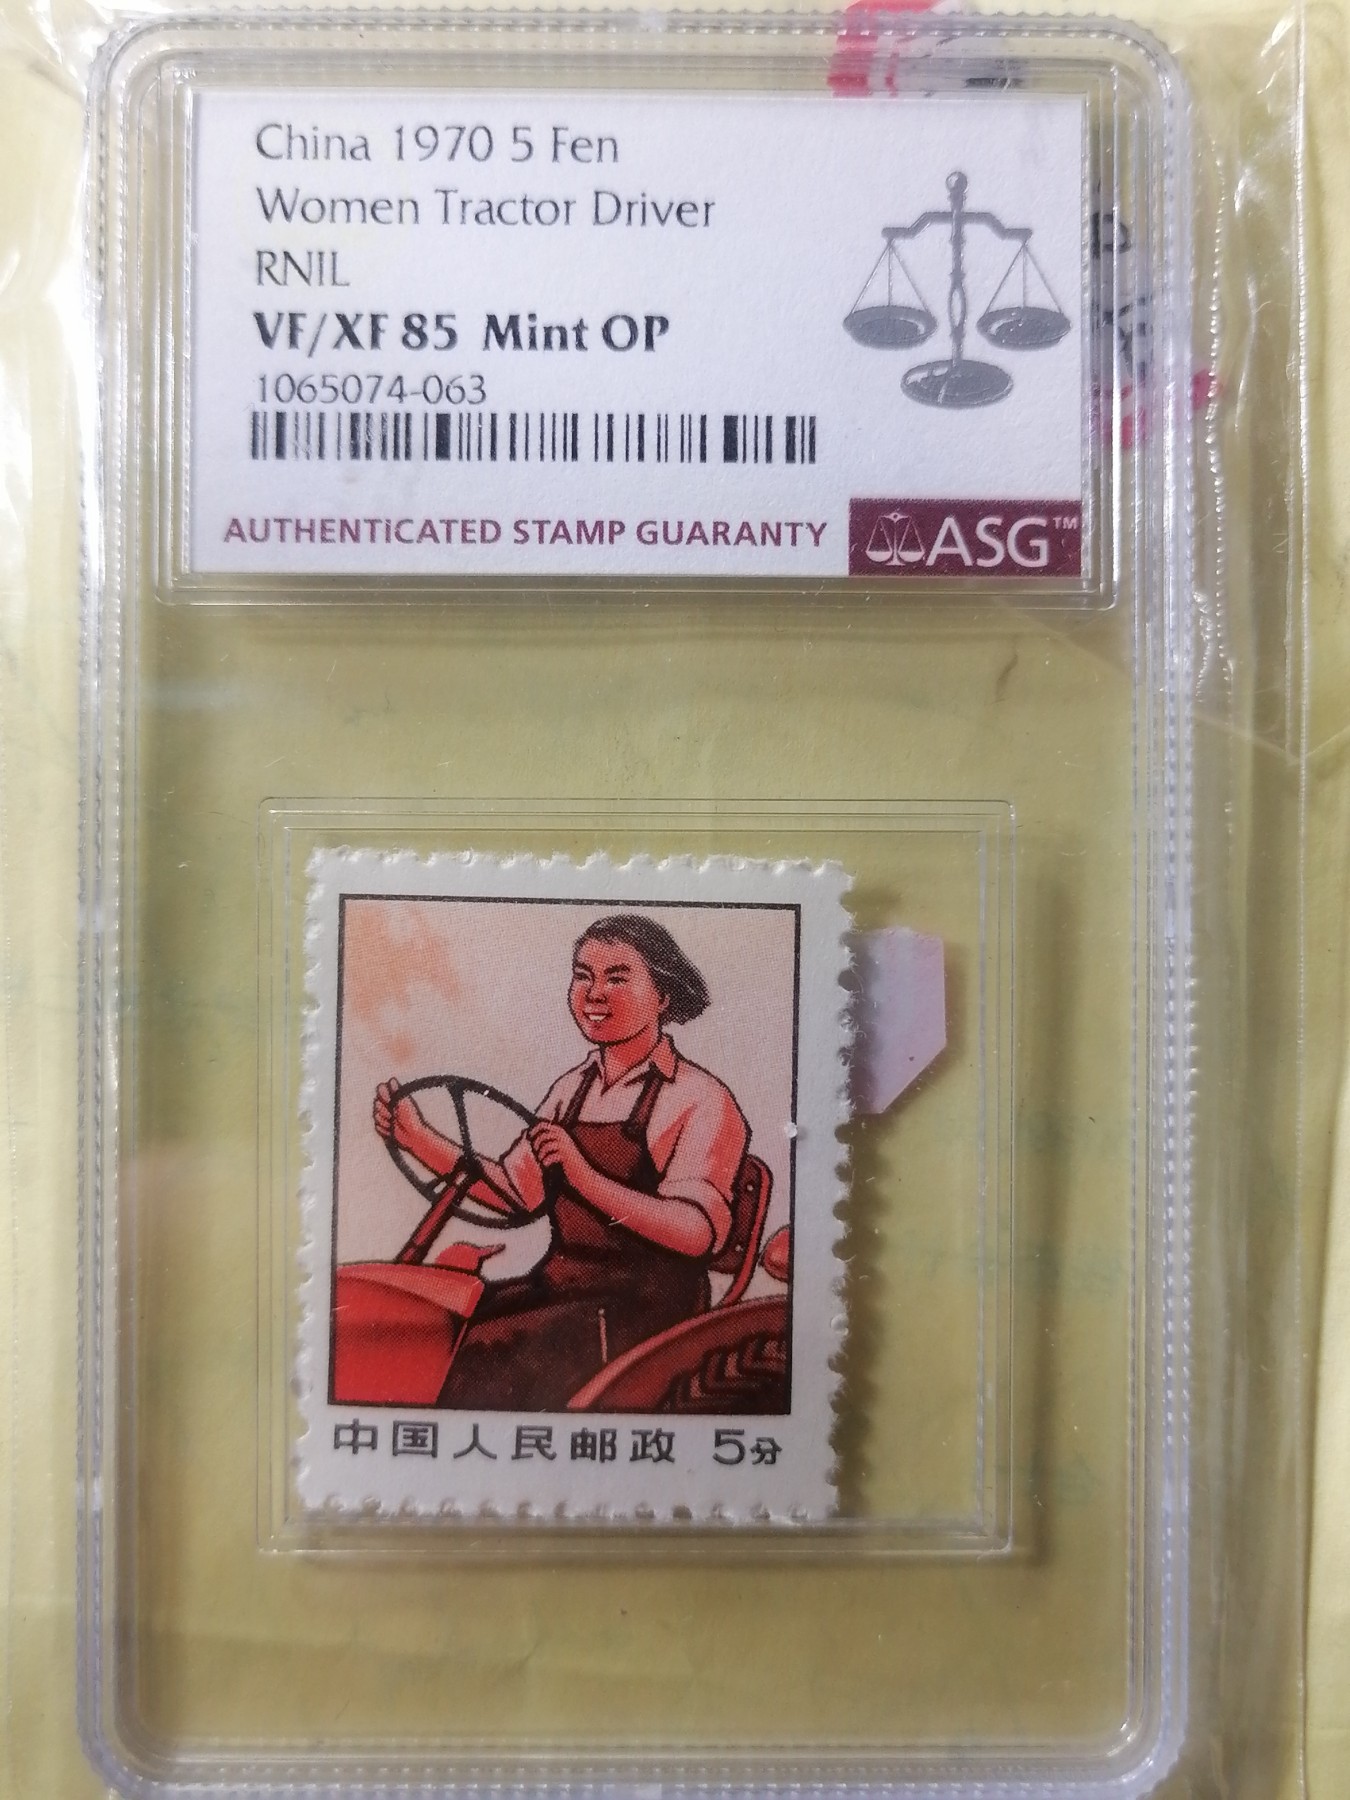 China 1970 5 Fen
Women Tractor Driver
RNIL
VF/XF 85 Mint OP
1065074-063
AUTHENTiCATED STAMP GUARANTY
ASG™
中国人民邮政 5分